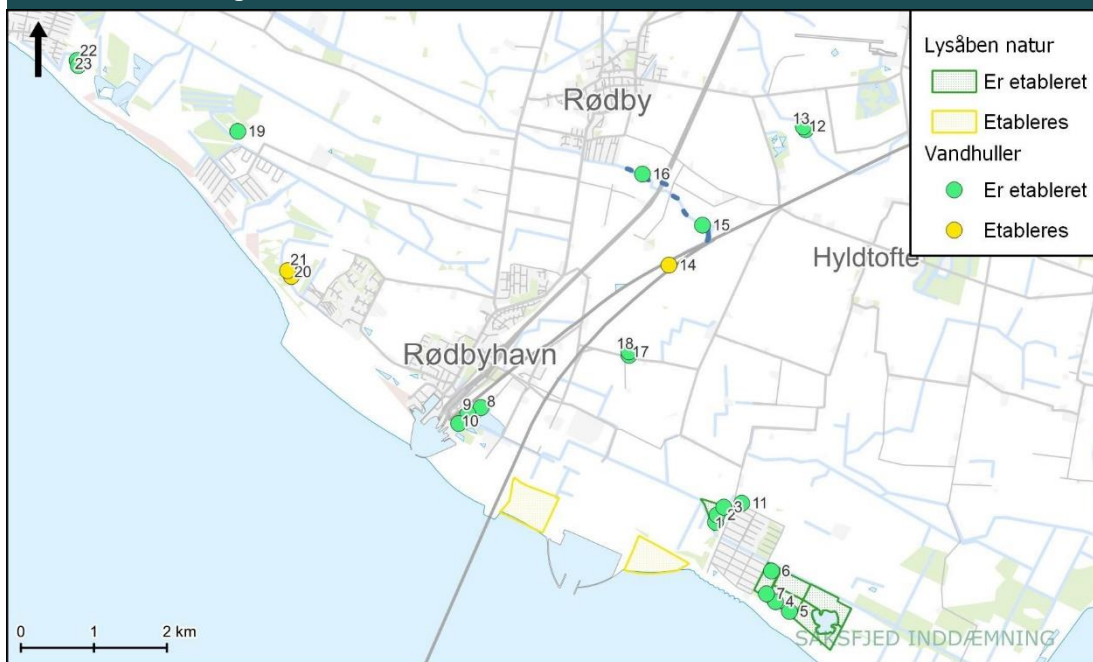 Lysåben natur
Er etableret
Etableres
Vandhuller
Er etableret
Etableres
22
23
19
Rødby
13
12
16
15
14
Hyldtofte
21
20
18
17
Rødbyhavn
9
8
10
3
11
2
1
6
7
4
5
SAKSFJED INDDÆMNING
0 1 2 km